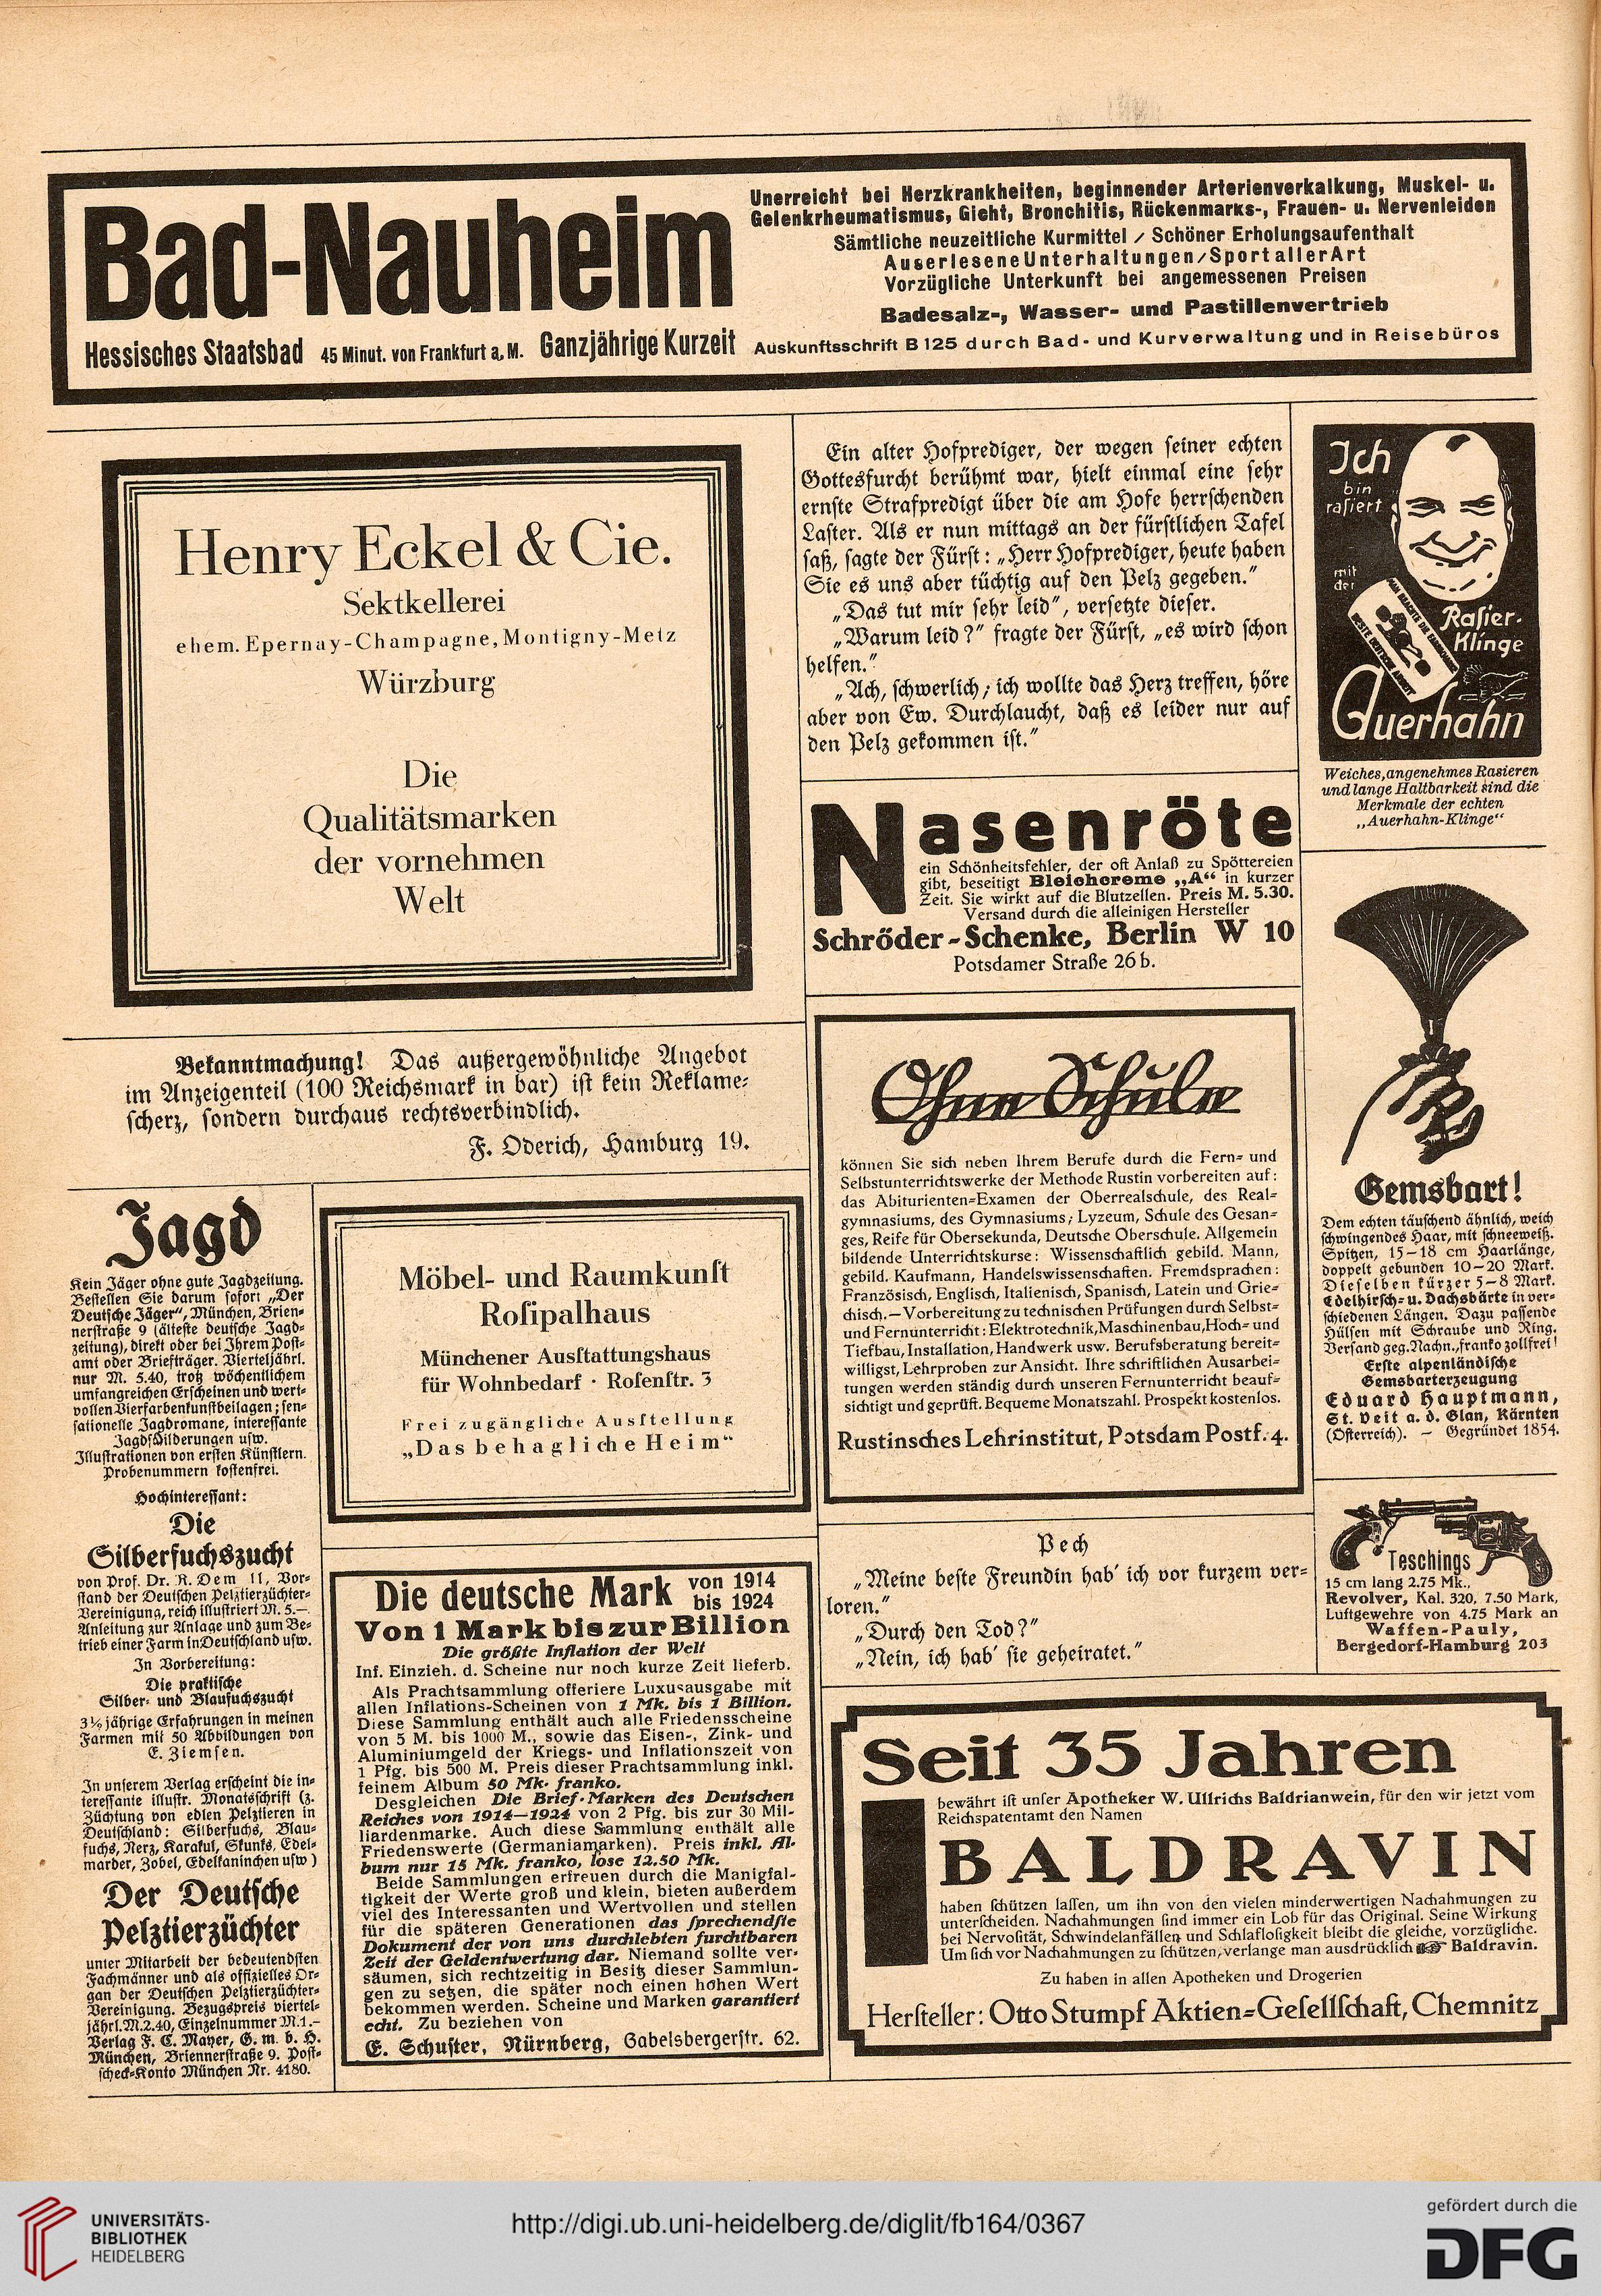 Bad-Nauheim
Hessisches Staatsbad 45 Minut. von Frankfurt a. M. Ganzjährige Kurzeit
Unerreicht bei Herzkrankheiten, beginnender Arterienverkalkung, Muskel- u.
Gelenkrheumatismus, Gicht, Bronchitis, Rückenmarks-, Frauen- u. Nervenleiden
Sämtliche neuzeitliche Kurmittel / Schöner Erholungsaufenthalt
Auserlesene Unterhaltungen / Sport aller Art
Vorzügliche Unterkunft bei angemessenen Preisen
Badesalz-, Wasser- und Pastillenvertrieb
Auskunftsschrift B 125 durch Bad- und Kurverwaltung und in Reisebüros
Henry Eckel & Cie.
Sektkellerei
ehem. Epernay-Champagne, Montigny-Metz
Würzburg
Die
Qualitätsmarken
der vornehmen
Welt
Bekanntmachung! Das außergewöhnliche Angebot
im Anzeigenteil (100 Reichsmark in bar) ist kein Reklame-
scherz, sondern durchaus rechtsverbindlich.
F. Oderich, Hamburg 19.
Jagd
Kein Jäger ohne gute Jagdzeitung.
Bestellen Sie darum sofort „Der
Deutsche Jäger“, München, Brien-
nerstraße 9 (älteste deutsche Jagd-
zeitung), direkt oder bei Ihrem Post-
amt oder Briefträger. Vierteljährl.
nur M. 5.40, trotz wöchentlichem
umfangreichen Erscheinen und wert-
vollen Vierfarbenkunstbeilagen; sen-
sationelle Jagdromane, interessante
Jagdschilderungen usw.
Illustrationen von ersten Künstlern.
Probenummern kostenfrei.
Hochinteressant:
Die
Silberfuchszucht
von Prof. Dr. R. Dem ll, Vor-
stand der Deutschen Pelztierzüchter-
Vereinigung, reich illustriert M. 5.—
Anleitung zur Anlage und zum Be-
trieb einer Farm in Deutschland usw.
In Vorbereitung:
Die praktische
Silber- und Blaufuchszucht
3½ jährige Erfahrungen in meinen
Farmen mit 50 Abbildungen von
E. Ziemsen.
In unserem Verlag erscheint die in-
teressante illustr. Monatsschrift (z.
Züchtung von edlen Pelztieren in
Deutschland: Silberfuchs, Blau-
fuchs, Nerz, Karakul, Skunks, Edel-
marder, Zobel, Edelkaninchen usw)
Der Deutsche
Pelztierzüchter
unter Mitarbeit der bedeutendsten
Fachmänner und als offizielles Or-
gan der Deutschen Pelztierzüchter-
Vereinigung. Bezugspreis viertel-
jährl. M. 2.40, Einzelnummer M. 1.—
Verlag F. C. Mayer, G. m. b. H.
München, Briennerstraße 9. Post-
scheck-Konto München Nr. 4180.
Möbel- und Raumkunst
Rosipalhaus
Münchener Ausstattungshaus
für Wohnbedarf · Rosenstr. 3
Frei zugängliche Ausstellung
„Das behagliche Heim“
Die deutsche Mark von 1914
bis 1924
Von 1 Mark bis zur Billion
Die größte Inflation der Welt
Inf. Einzieh. d. Scheine nur noch kurze Zeit lieferb.
Als Prachtsammlung offeriere Luxusausgabe mit
allen Inflations-Scheinen von 1 Mk. bis 1 Billion.
Diese Sammlung enthält auch alle Friedensscheine
von 5 M. bis 1000 M., sowie das Eisen-, Zink- und
Aluminiumgeld der Kriegs- und Inflationszeit von
1 Pfg. bis 500 M. Preis dieser Prachtsammlung inkl.
feinem Album 50 Mk. franko.
Desgleichen Die Brief-Marken des Deutschen
Reiches von 1914—1924 von 2 Pfg. bis zur 30 Mil-
liardenmarke. Auch diese Sammlung enthält alle
Friedenswerte (Germaniamarken). Preis inkl. Al-
bum nur 15 Mk. franko, lose 12.50 Mk.
Beide Sammlungen erfreuen durch die Manigfal-
tigkeit der Werte groß und klein, bieten außerdem
viel des Interessanten und Wertvollen und stellen
für die späteren Generationen das sprechendste
Dokument der von uns durchlebten furchtbaren
Zeit der Geldentwertung dar. Niemand sollte ver-
säumen, sich rechtzeitig in Besitz dieser Sammlun-
gen zu setzen, die später noch einen hohen Wert
bekommen werden. Scheine und Marken garantiert
echt. Zu beziehen von
E. Schuster, Nürnberg, Gabelsbergerstr. 62.
Ein alter Hofprediger, der wegen seiner echten
Gottesfurcht berühmt war, hielt einmal eine sehr
ernste Strafpredigt über die am Hofe herrschenden
Laster. Als er nun mittags an der fürstlichen Tafel
saß, sagte der Fürst: „Herr Hofprediger, heute haben
Sie es uns aber tüchtig auf den Pelz gegeben.“
„Das tut mir sehr leid“, versetzte dieser.
„Warum leid?“ fragte der Fürst, „es wird schon
helfen.“
„Ach, schwerlich; ich wollte das Herz treffen, höre
aber von Ew. Durchlaucht, daß es leider nur auf
den Pelz gekommen ist.“
Nasenröte
ein Schönheitsfehler, der oft Anlaß zu Spöttereien
gibt, beseitigt Bleichcreme „A“ in kurzer
Zeit. Sie wirkt auf die Blutzellen. Preis M. 5.30.
Versand durch die alleinigen Hersteller
Schröder-Schenke, Berlin W 10
Potsdamer Straße 26 b.
Ohne Schule
können Sie sich neben Ihrem Berufe durch die Fern- und
Selbstunterrichtswerke der Methode Rustin vorbereiten auf:
das Abiturienten-Examen der Oberrealschule, des Real-
gymnasiums, des Gymnasiums; Lyzeum, Schule des Gesan-
ges, Reife für Obersekunda, Deutsche Oberschule. Allgemein
bildende Unterrichtskurse: Wissenschaftlich gebild. Mann,
gebild. Kaufmann, Handelswissenschaften. Fremdsprachen:
Französisch, Englisch, Italienisch, Spanisch, Latein und Grie-
chisch. — Vorbereitung zu technischen Prüfungen durch Selbst-
und Fernunterricht: Elektrotechnik, Maschinenbau, Hoch- und
Tiefbau, Installation, Handwerk usw. Berufsberatung bereit-
willigst, Lehrproben zur Ansicht. Ihre schriftlichen Ausarbei-
tungen werden ständig durch unseren Fernunterricht beauf-
sichtigt und geprüft. Bequeme Monatszahl. Prospekt kostenlos.
Rustinsches Lehrinstitut, Potsdam Postf. 4.
Pech
„Meine beste Freundin hab' ich vor kurzem ver-
loren.“
„Durch den Tod?“
„Nein, ich hab' sie geheiratet.“
Ich
bin
rasiert
mit
der
Rasier-
Klinge
Auerhahn
Weiches, angenehmes Rasieren
und lange Haltbarkeit sind die
Merkmale der echten
„Auerhahn-Klinge“
Gemsbart!
Dem echten täuschend ähnlich, weich
schwingendes Haar, mit schneeweiß.
Spitzen, 15—18 cm Haarlänge,
doppelt gebunden 10—20 Mark.
Dieselben kürzer 5—8 Mark.
Edelhirsch- u. Dachsbärte in ver-
schiedenen Längen. Dazu passende
Hülsen mit Schraube und Ring.
Versand geg. Nachn., franko zollfrei!
Erste alpenländische
Gemsbarterzeugung
Eduard Hauptmann,
St. Veit a. d. Glan, Kärnten
(Österreich). — Gegründet 1854.
Teschings
15 cm lang 2.75 Mk.,
Revolver, Kal. 320, 7.50 Mark,
Luftgewehre von 4.75 Mark an
Waffen-Pauly,
Bergedorf-Hamburg 203
Seit 35 Jahren
bewährt ist unser Apotheker W. Ullrichs Baldrianwein, für den wir jetzt vom
Reichspatentamt den Namen
BALDRAVIN
haben schützen lassen, um ihn von den vielen minderwertigen Nachahmungen zu
unterscheiden. Nachahmungen sind immer ein Lob für das Original. Seine Wirkung
bei Nervosität, Schwindelanfällen und Schlaflosigkeit bleibt die gleiche, vorzügliche.
Um sich vor Nachahmungen zu schützen, verlange man ausdrücklich ☞ Baldravin.
Zu haben in allen Apotheken und Drogerien
Hersteller: Otto Stumpf Aktien-Gesellschaft, Chemnitz
UNIVERSITÄTS-
BIBLIOTHEK
HEIDELBERG
http://digi.ub.uni-heidelberg.de/diglit/fb164/0367
gefördert durch die
DFG